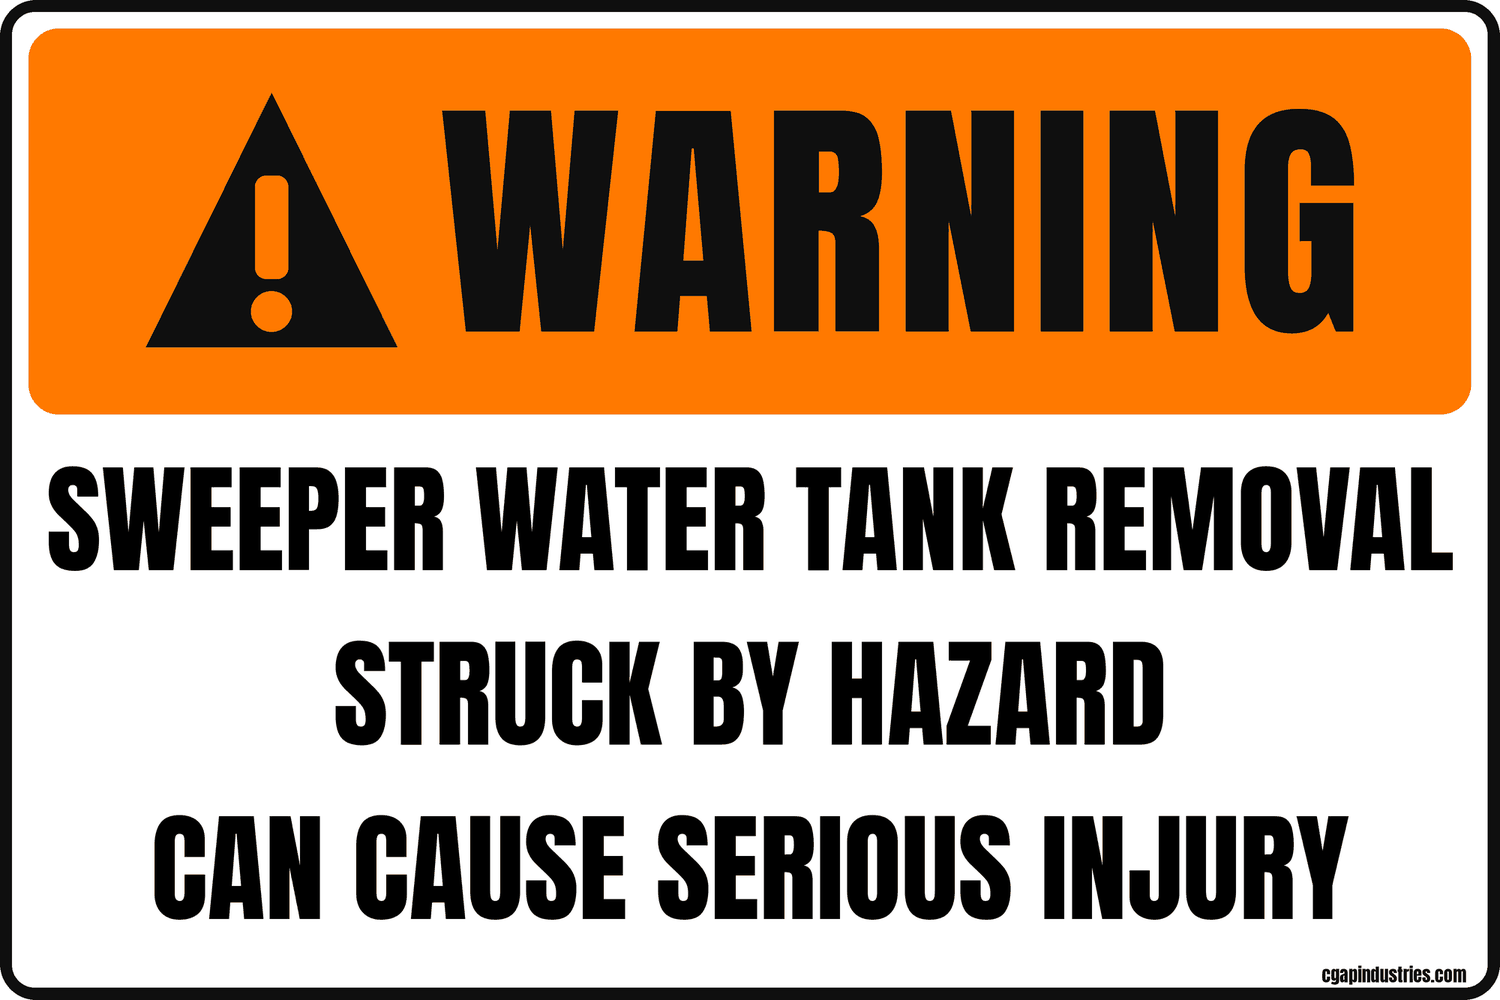 WARNING
SWEEPER WATER TANK REMOVAL
STRUCK BY HAZARD
CAN CAUSE SERIOUS INJURY
cgapindustries.com